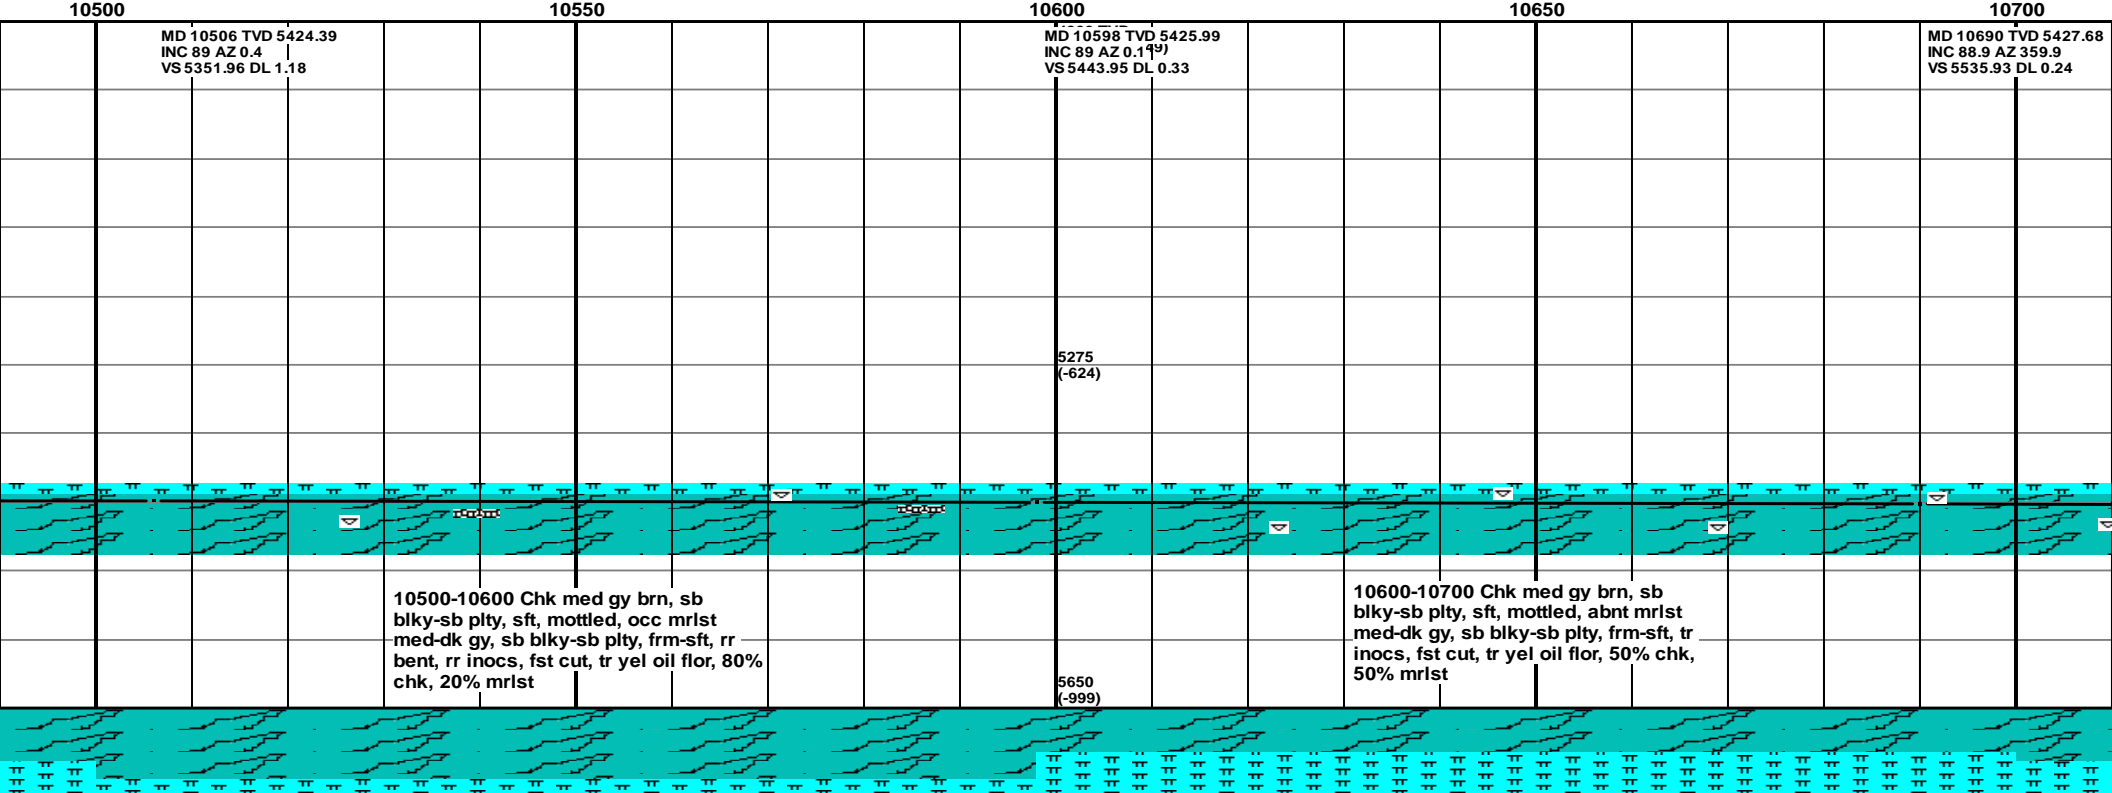 10500 10550 10600 10650 10700
MD 10506 TVD 5424.39
INC 89 AZ 0.4
VS 5351.96 DL 1.18
MD 10598 TVD 5425.99
INC 89 AZ 0.1
VS 5443.95 DL 0.33
MD 10690 TVD 5427.68
INC 88.9 AZ 359.9
VS 5535.93 DL 0.24
5275
(-624)
10500-10600 Chk med gy brn, sb
blky-sb plty, sft, mottled, occ mrlst
med-dk gy, sb blky-sb plty, frm-sft, rr
bent, rr inocs, fst cut, tr yel oil flor, 80%
chk, 20% mrlst
10600-10700 Chk med gy brn, sb
blky-sb plty, sft, mottled, abnt mrlst
med-dk gy, sb blky-sb plty, frm-sft, tr
inocs, fst cut, tr yel oil flor, 50% chk,
50% mrlst
5650
(-999)